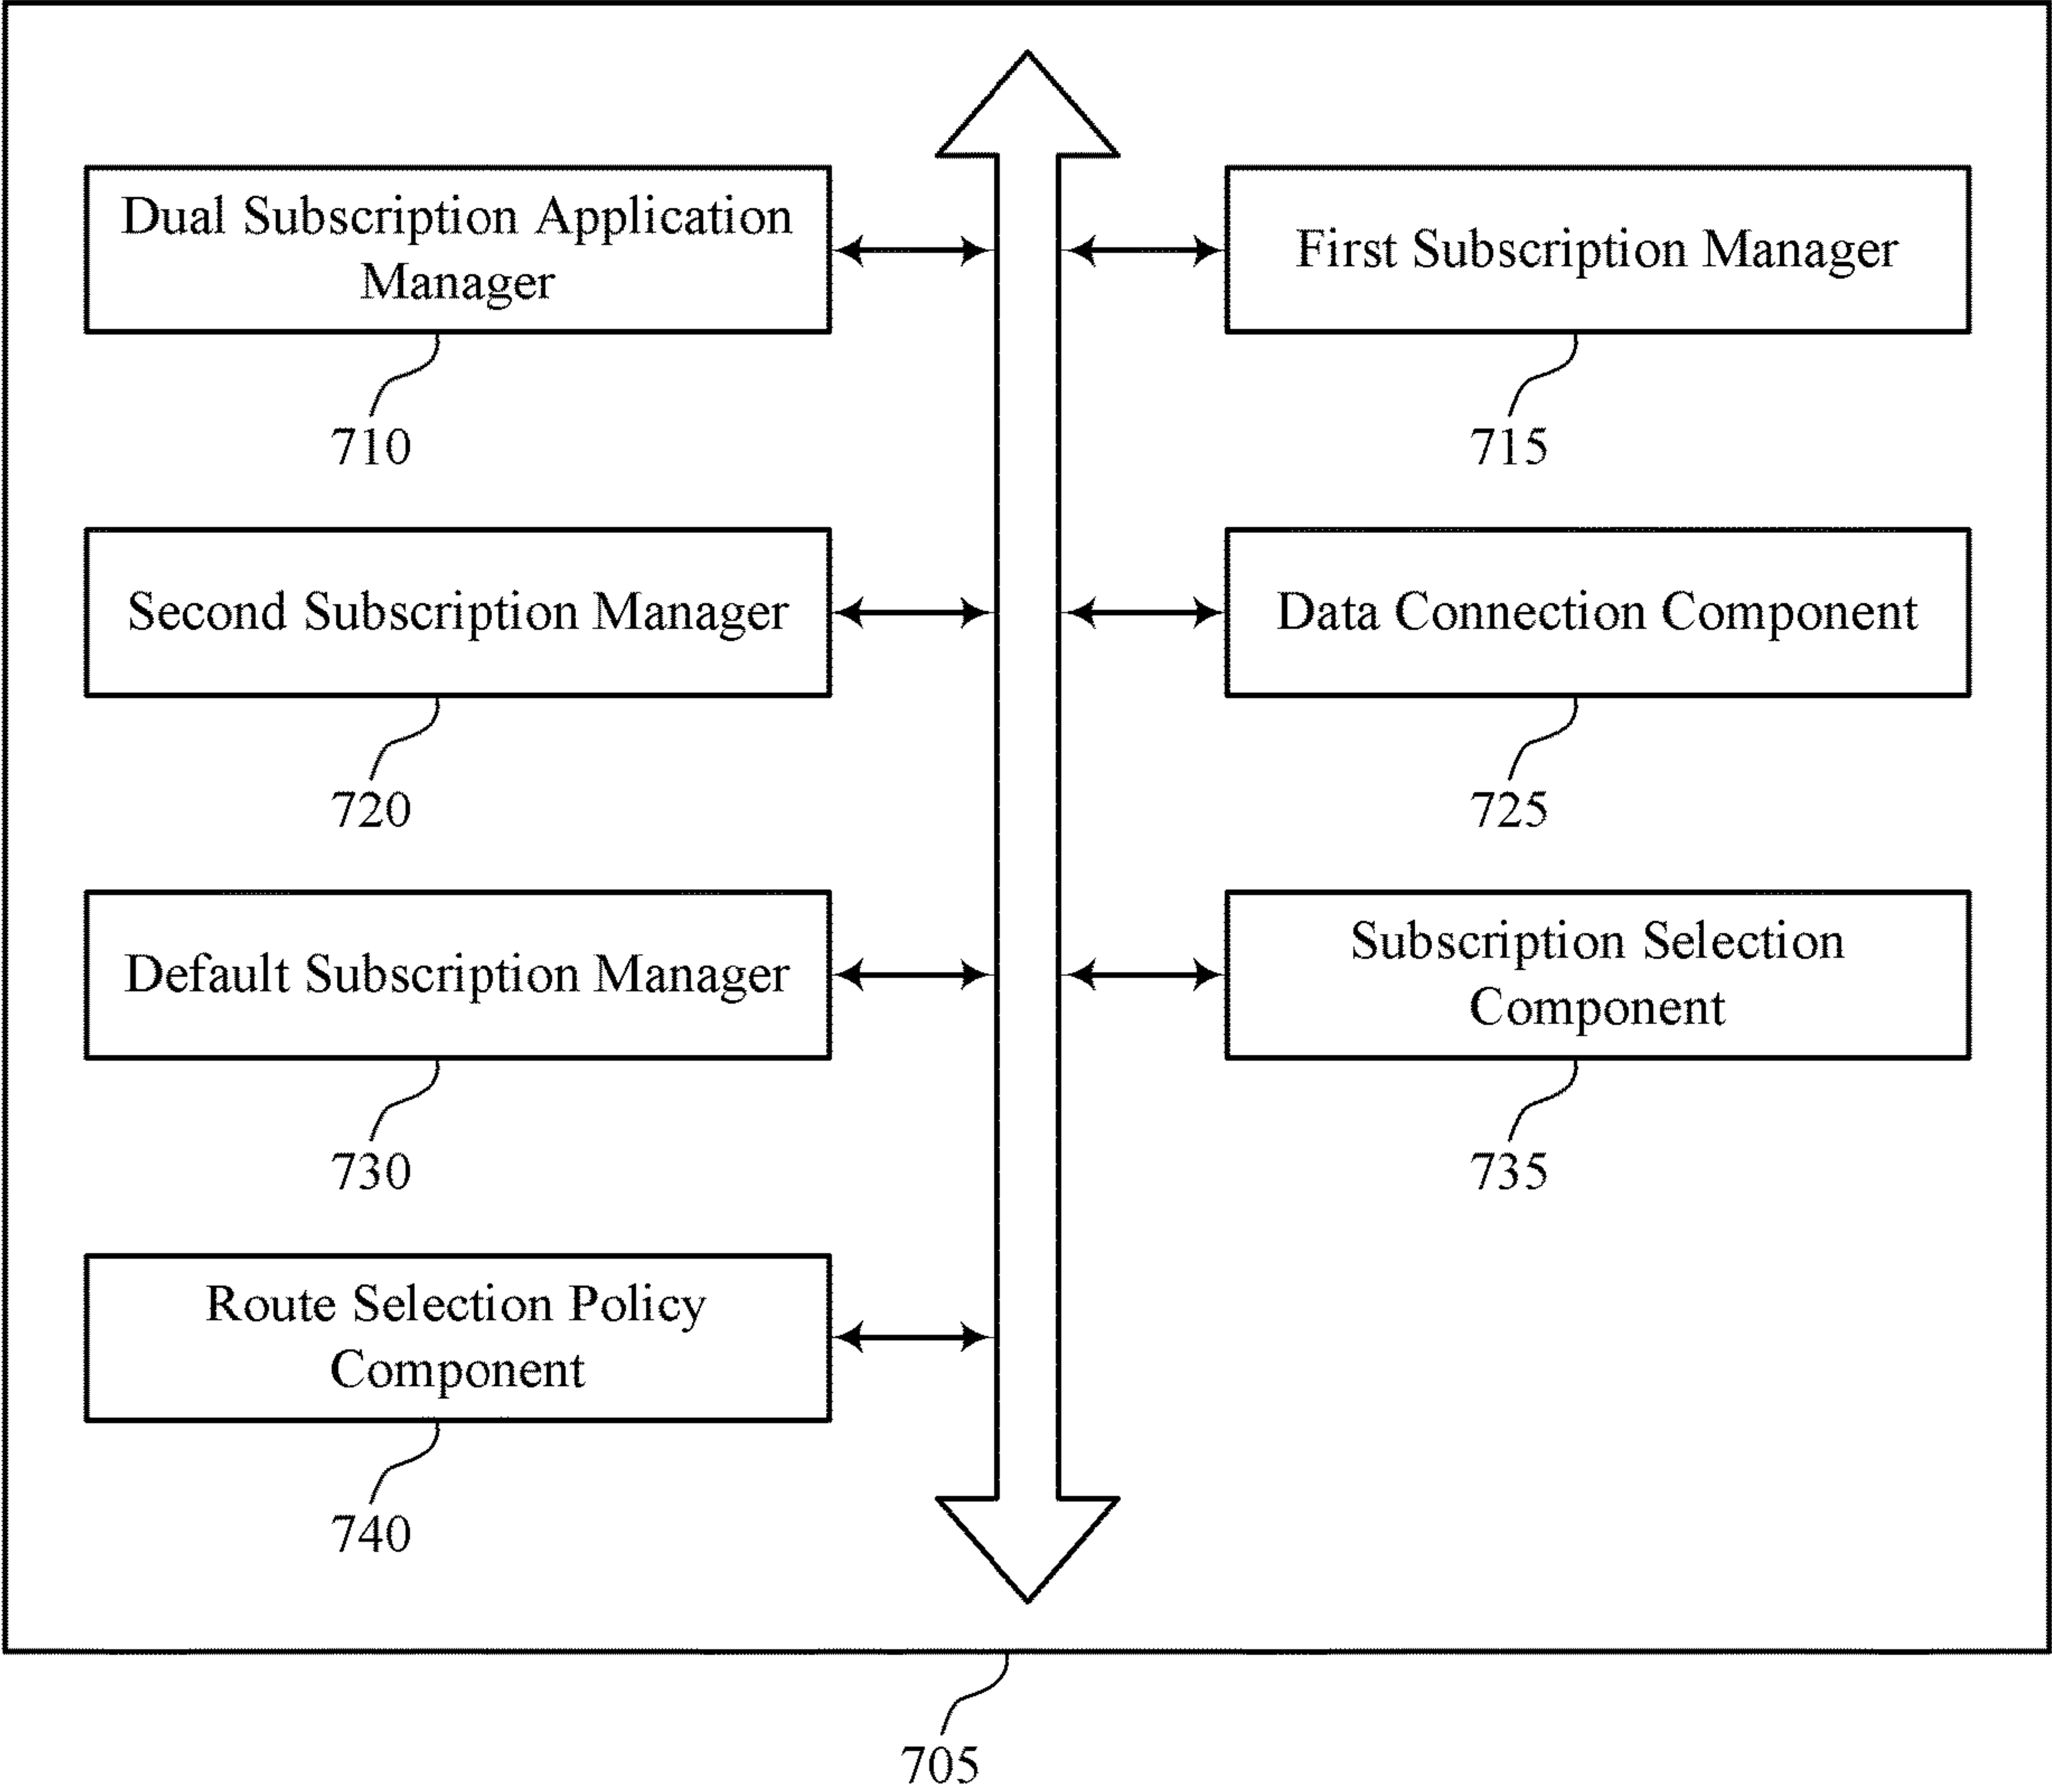 Dual Subscription Application
Manager
710
First Subscription Manager
715
Second Subscription Manager
720
Data Connection Component
725
Default Subscription Manager
730
Subscription Selection
Component
735
Route Selection Policy
Component
740
705